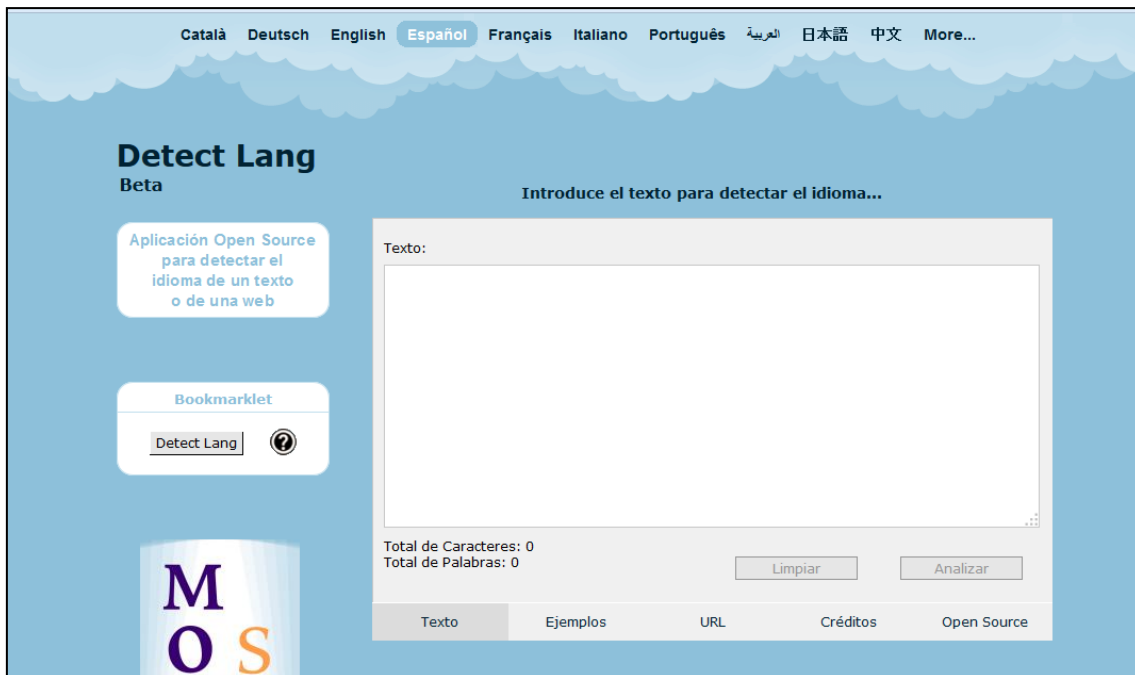 Català Deutsch English Español Français Italiano Português العربية 日本語 中文 More...
Detect Lang
Beta
Introduce el texto para detectar el idioma...
Aplicación Open Source
para detectar el
idioma de un texto
o de una web
Texto:
Bookmarklet
Detect Lang ?
Total de Caracteres: 0
Total de Palabras: 0
Limpiar Analizar
Texto Ejemplos URL Créditos Open Source
M
O S